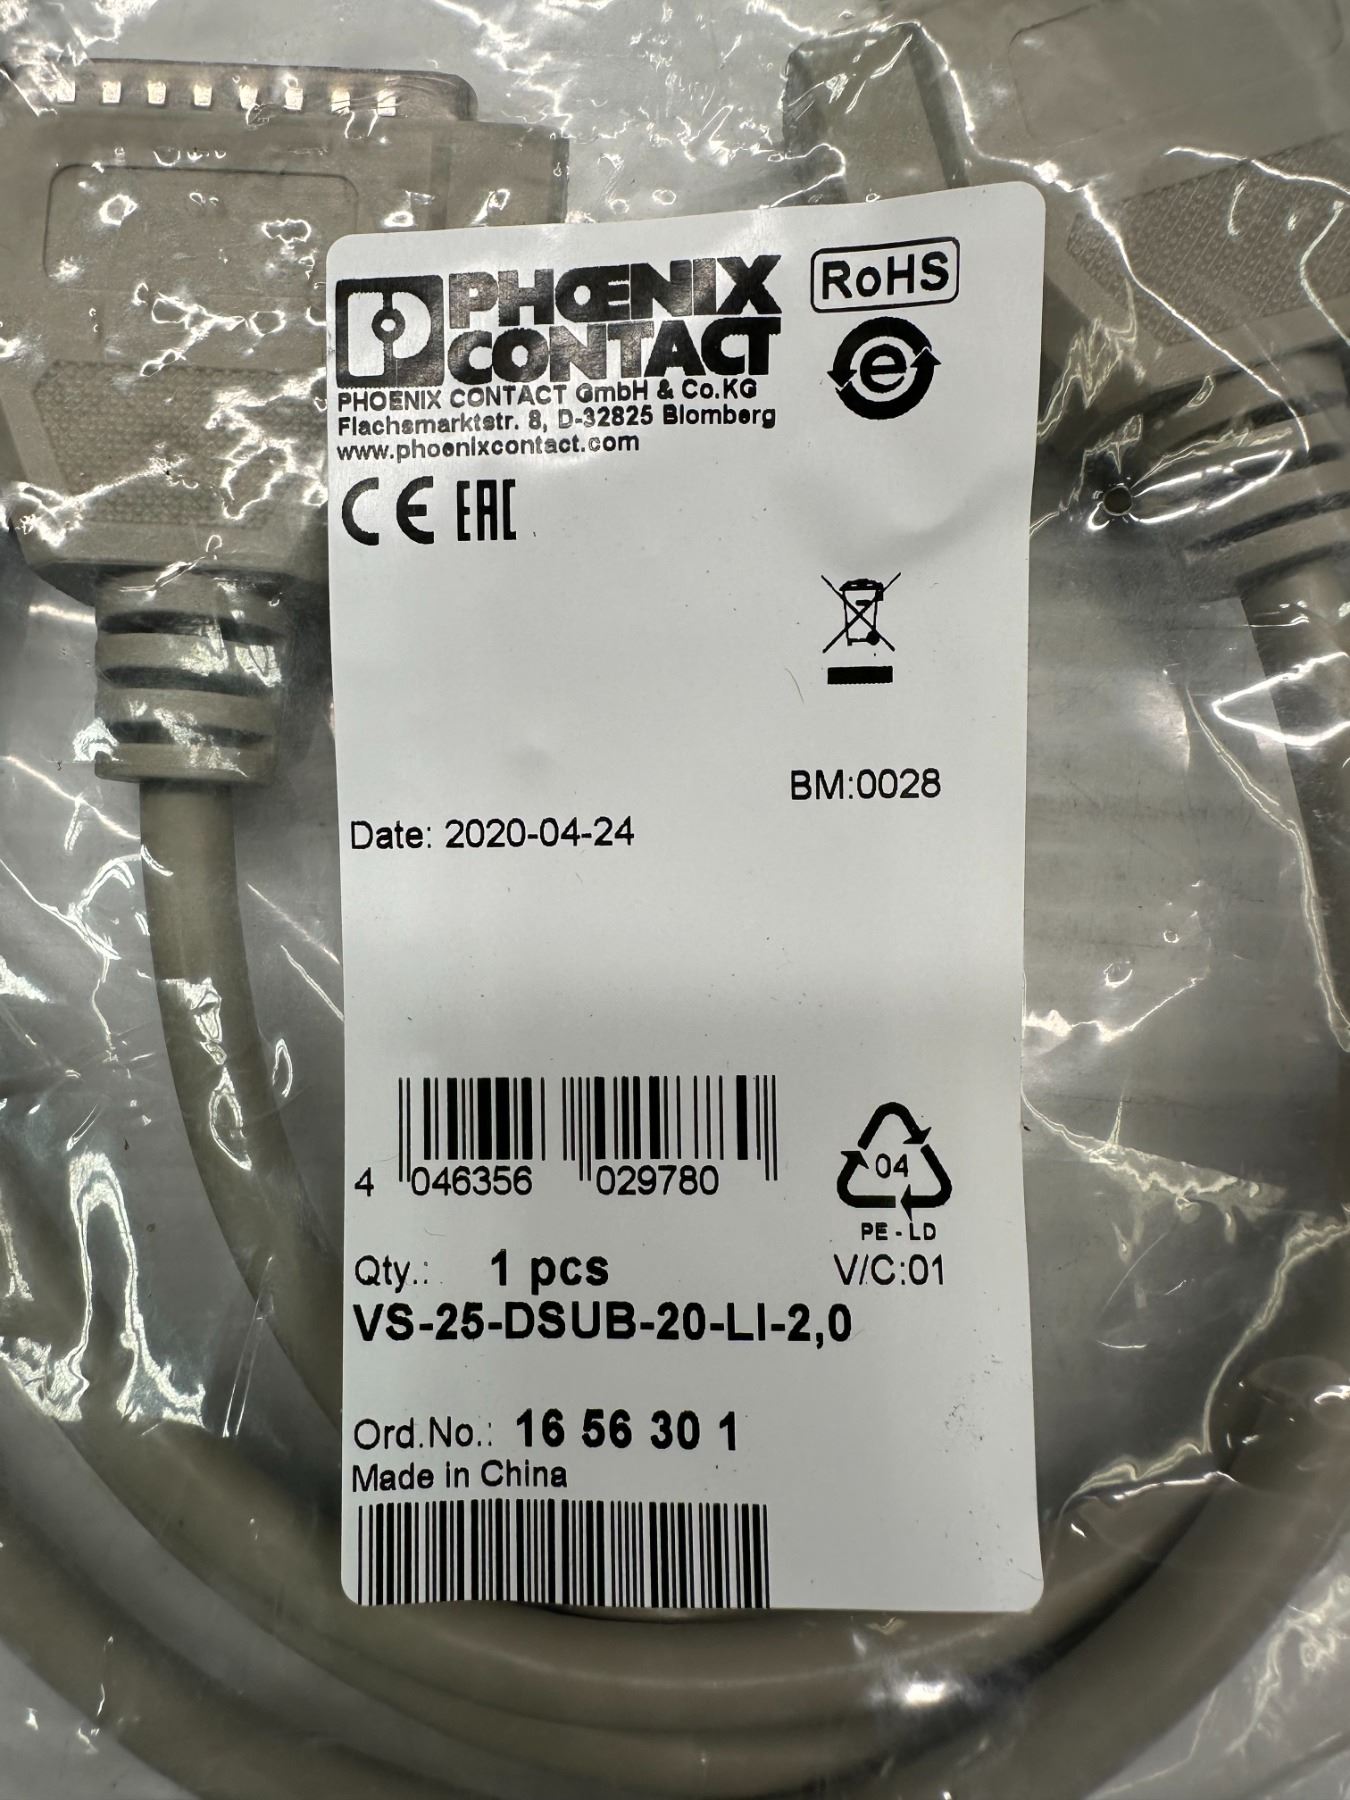 PHŒNIX
CONTACT
RoHS
e
PHOENIX CONTACT GmbH & Co.KG
Flachsmarktstr. 8, D-32825 Blomberg
www.phoenixcontact.com
CE EAC
BM:0028
Date: 2020-04-24
4 046356 029780
04
PE-LD
Qty.: 1 pcs
V/C:01
VS-25-DSUB-20-LI-2,0
Ord.No.: 16 56 30 1
Made in China